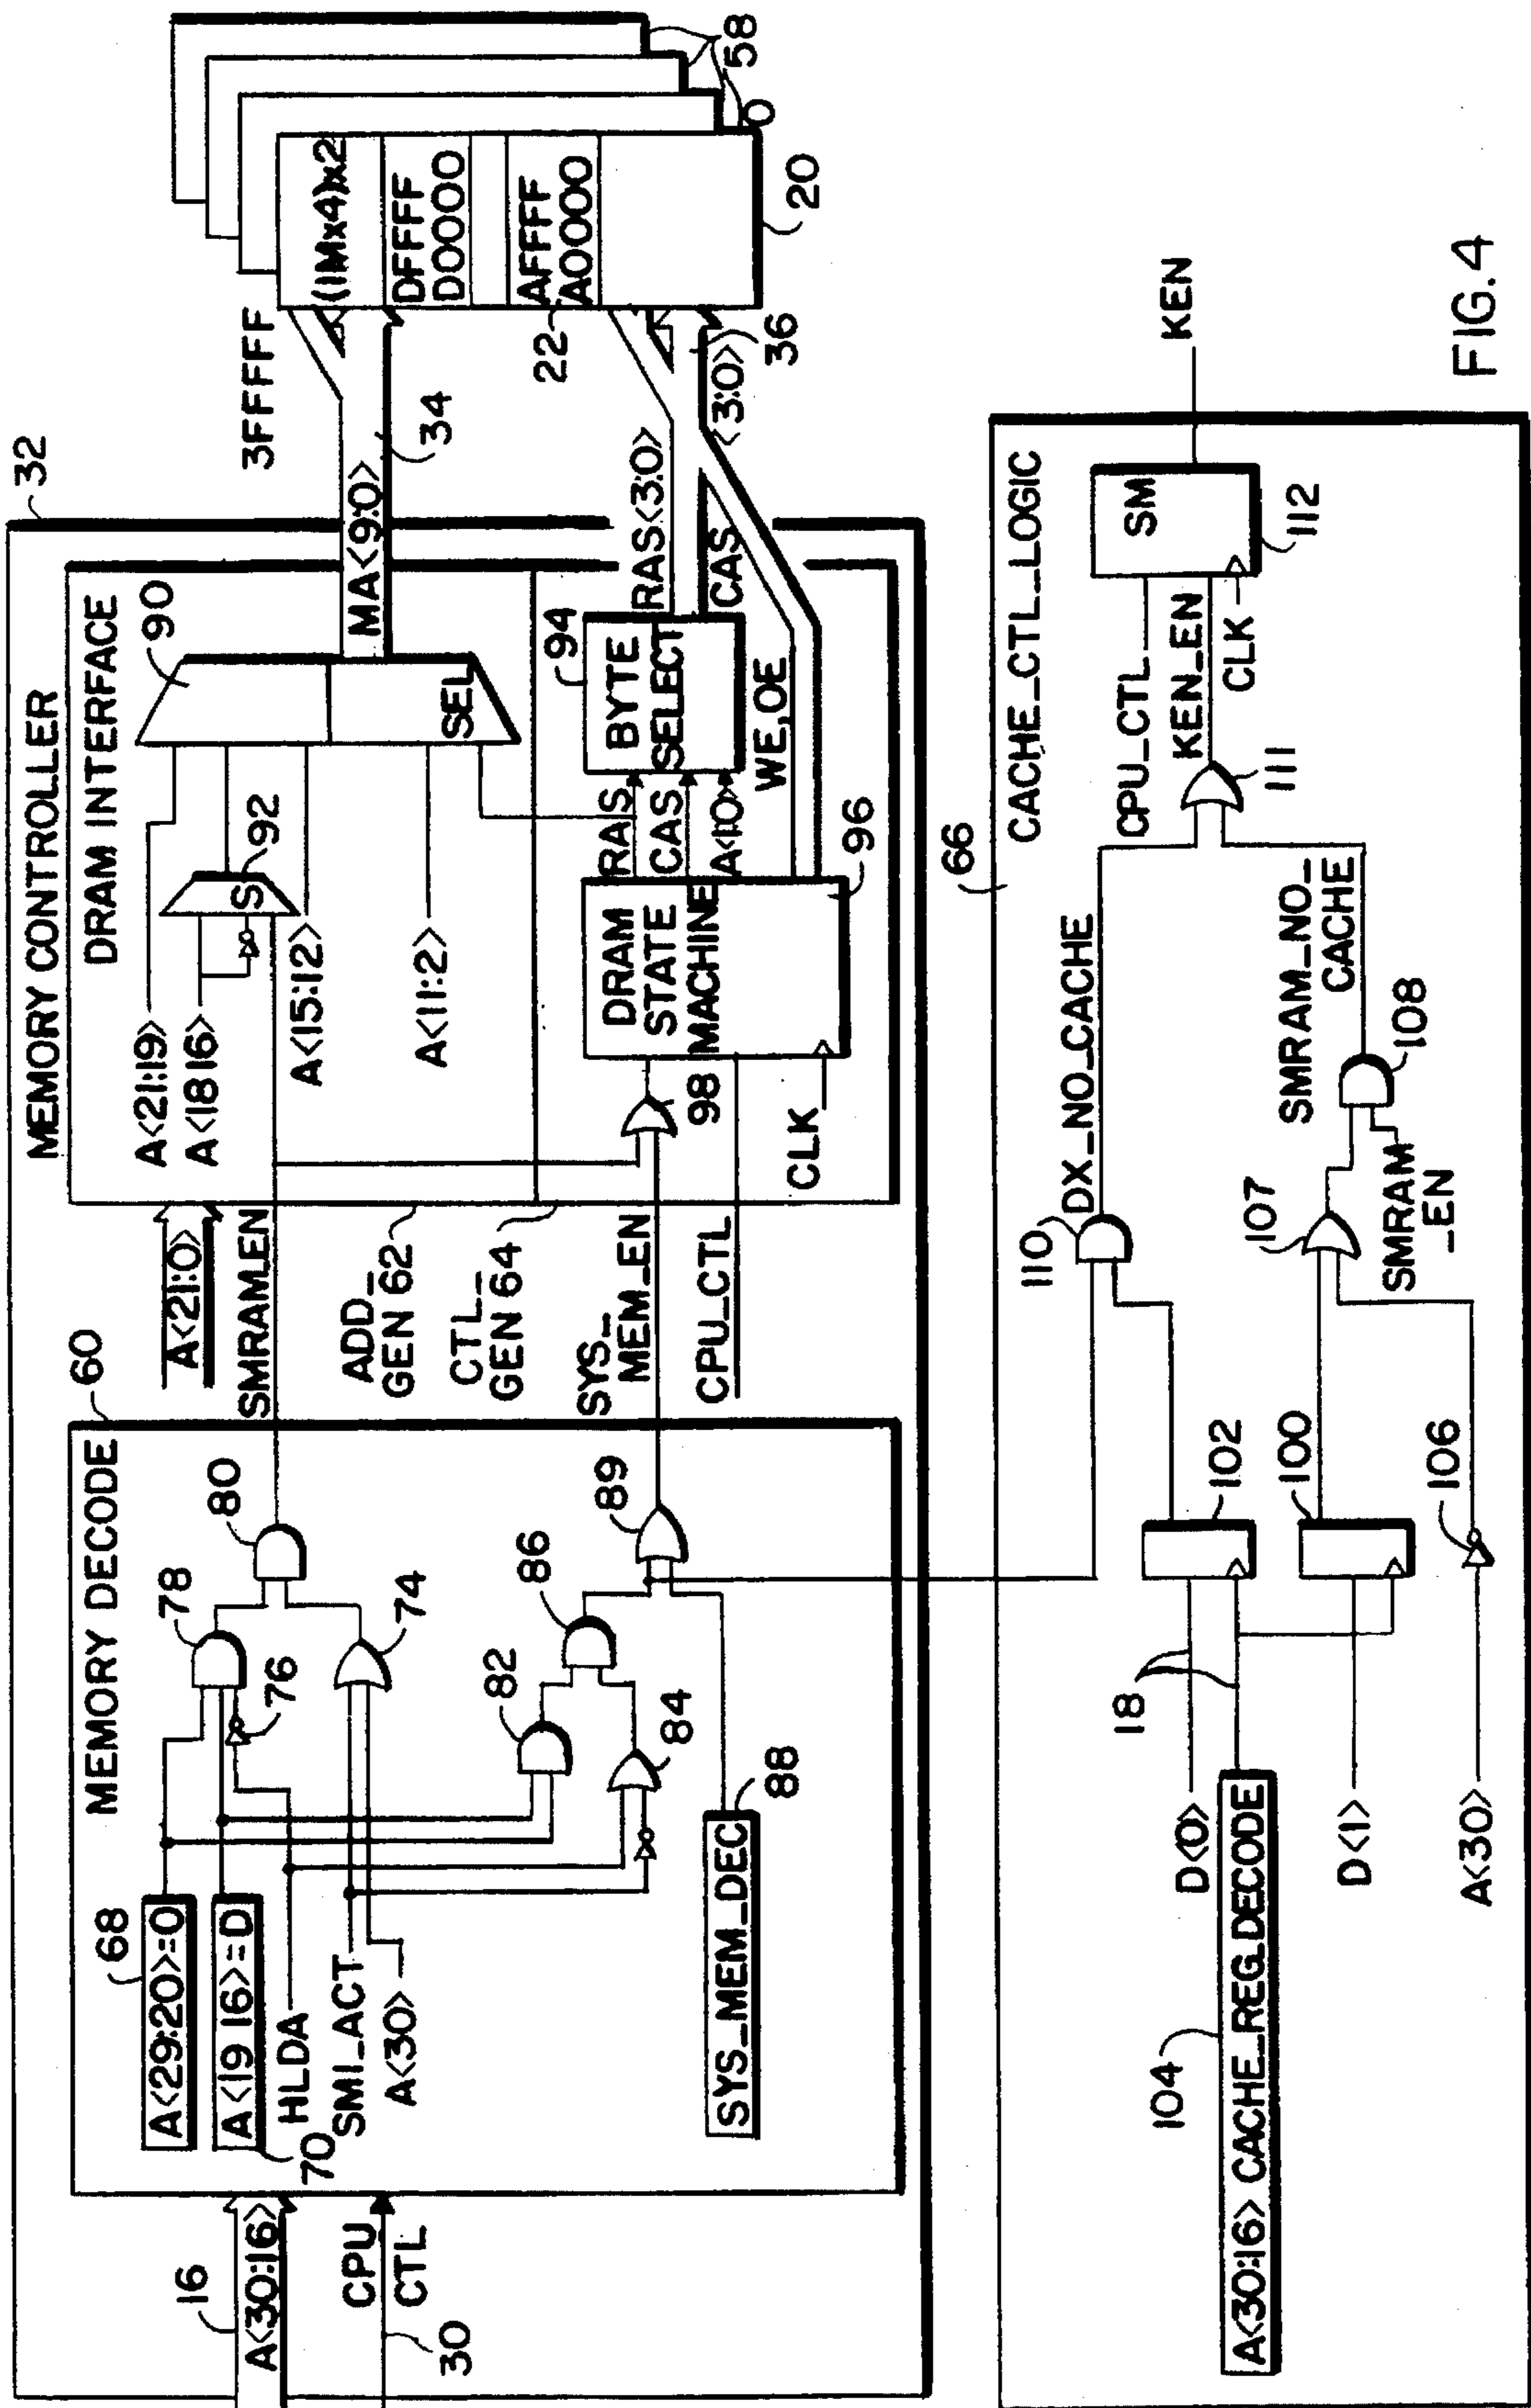 32
MEMORY CONTROLLER
60
MEMORY DECODE
16
A<30:16>
CPU
CTL
30
68
A<29:20>=0
A<19 16>=D
70
HLDA
SMI_ACT
A<30>
76
78
80
74
82
84
86
89
SYS_MEM_DEC
88
A<21:0>
SMRAM_EN
ADD_
GEN 62
CTL_
GEN 64
SYS_
MEM_EN
CPU_CTL
DRAM INTERFACE
A<21:19>
A<18 16>
A<15:12>
A<11:2>
S
92
90
SEL
98
CLK
DRAM
STATE
MACHINE
96
RAS
CAS
A<1:0>
94
BYTE
SELECT
WE,OE
MA<9:0>
34
RAS<3:0>
CAS
<3:0>
36
3FFFFF
(1Mx4)x2
DFFFF
D0000
AFFFF
A0000
22
20
0
58
66
CACHE_CTL_LOGIC
104
A<30:16> CACHE_REG_DECODE
D<0>
18
D<1>
A<30>
102
100
106
110
DX_NO_CACHE
107
SMRAM
_EN
108
SMRAM_NO_
CACHE
111
CPU_CTL
KEN_EN
CLK
SM
112
KEN
FIG. 4